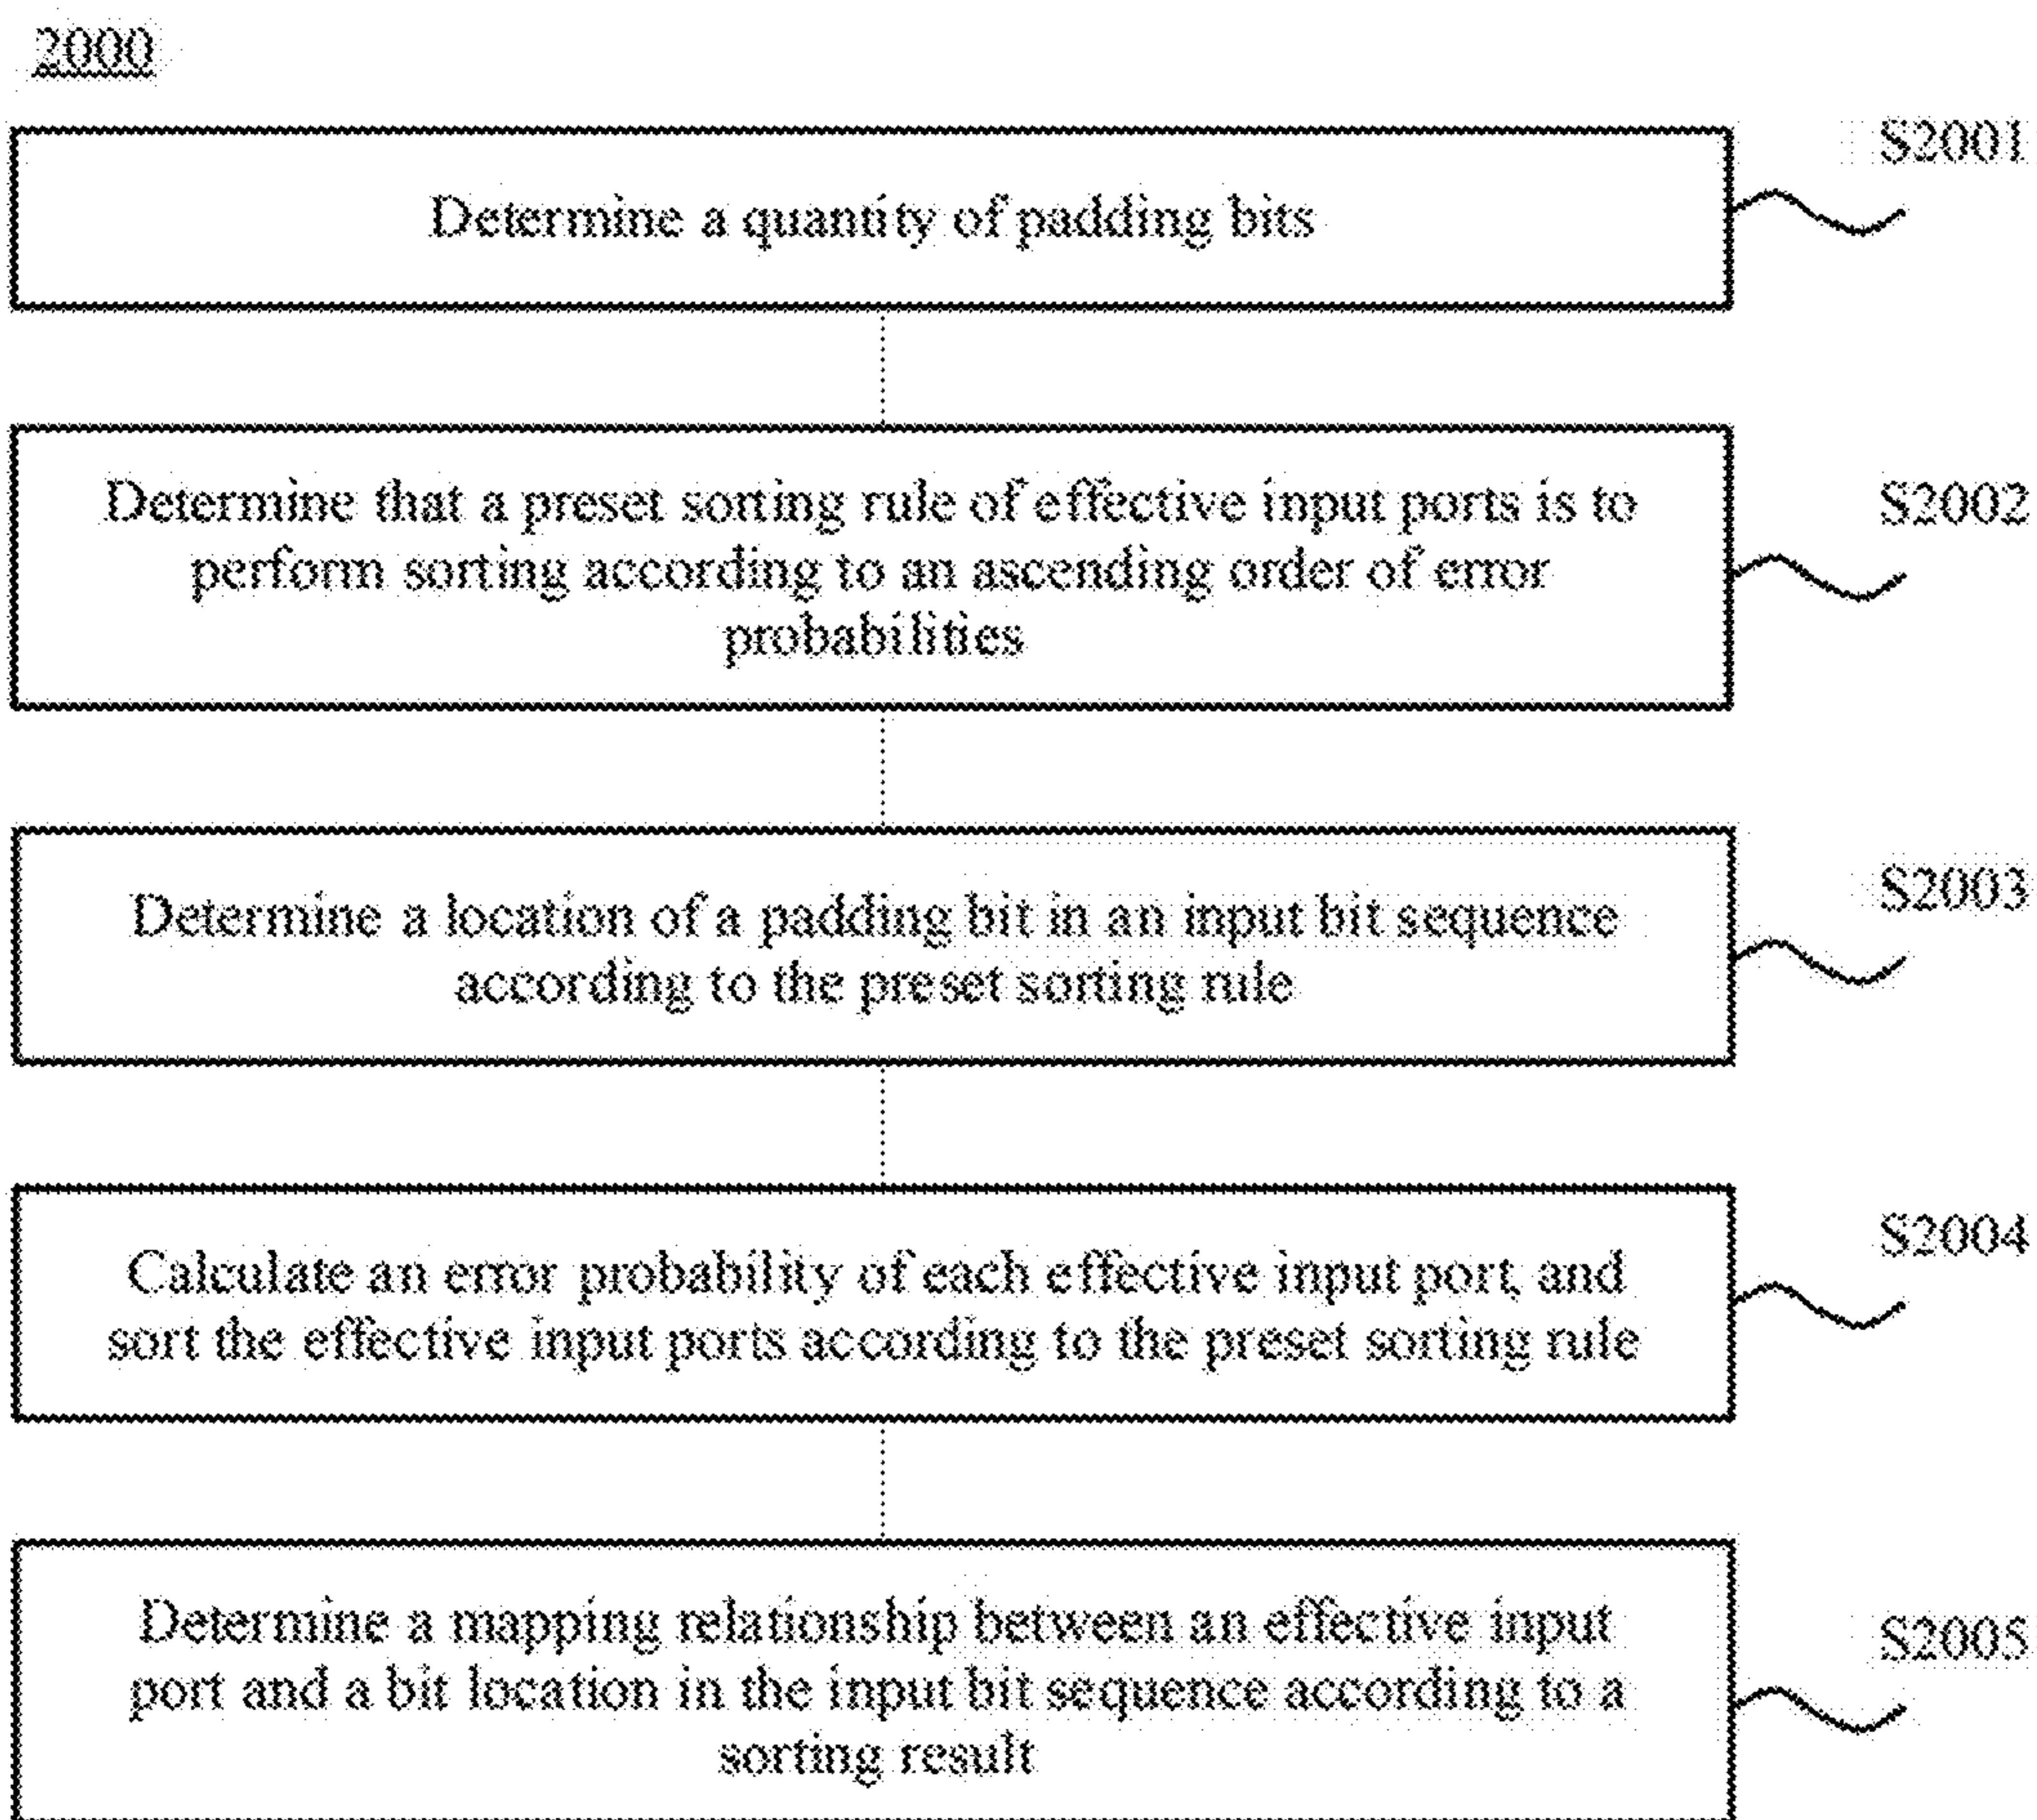 2000
S2001
Determine a quantity of padding bits
S2002
Determine that a preset sorting rule of effective input ports is to
perform sorting according to an ascending order of error
probabilities
S2003
Determine a location of a padding bit in an input bit sequence
according to the preset sorting rule
S2004
Calculate an error probability of each effective input port, and
sort the effective input ports according to the preset sorting rule
S2005
Determine a mapping relationship between an effective input
port and a bit location in the input bit sequence according to a
sorting result